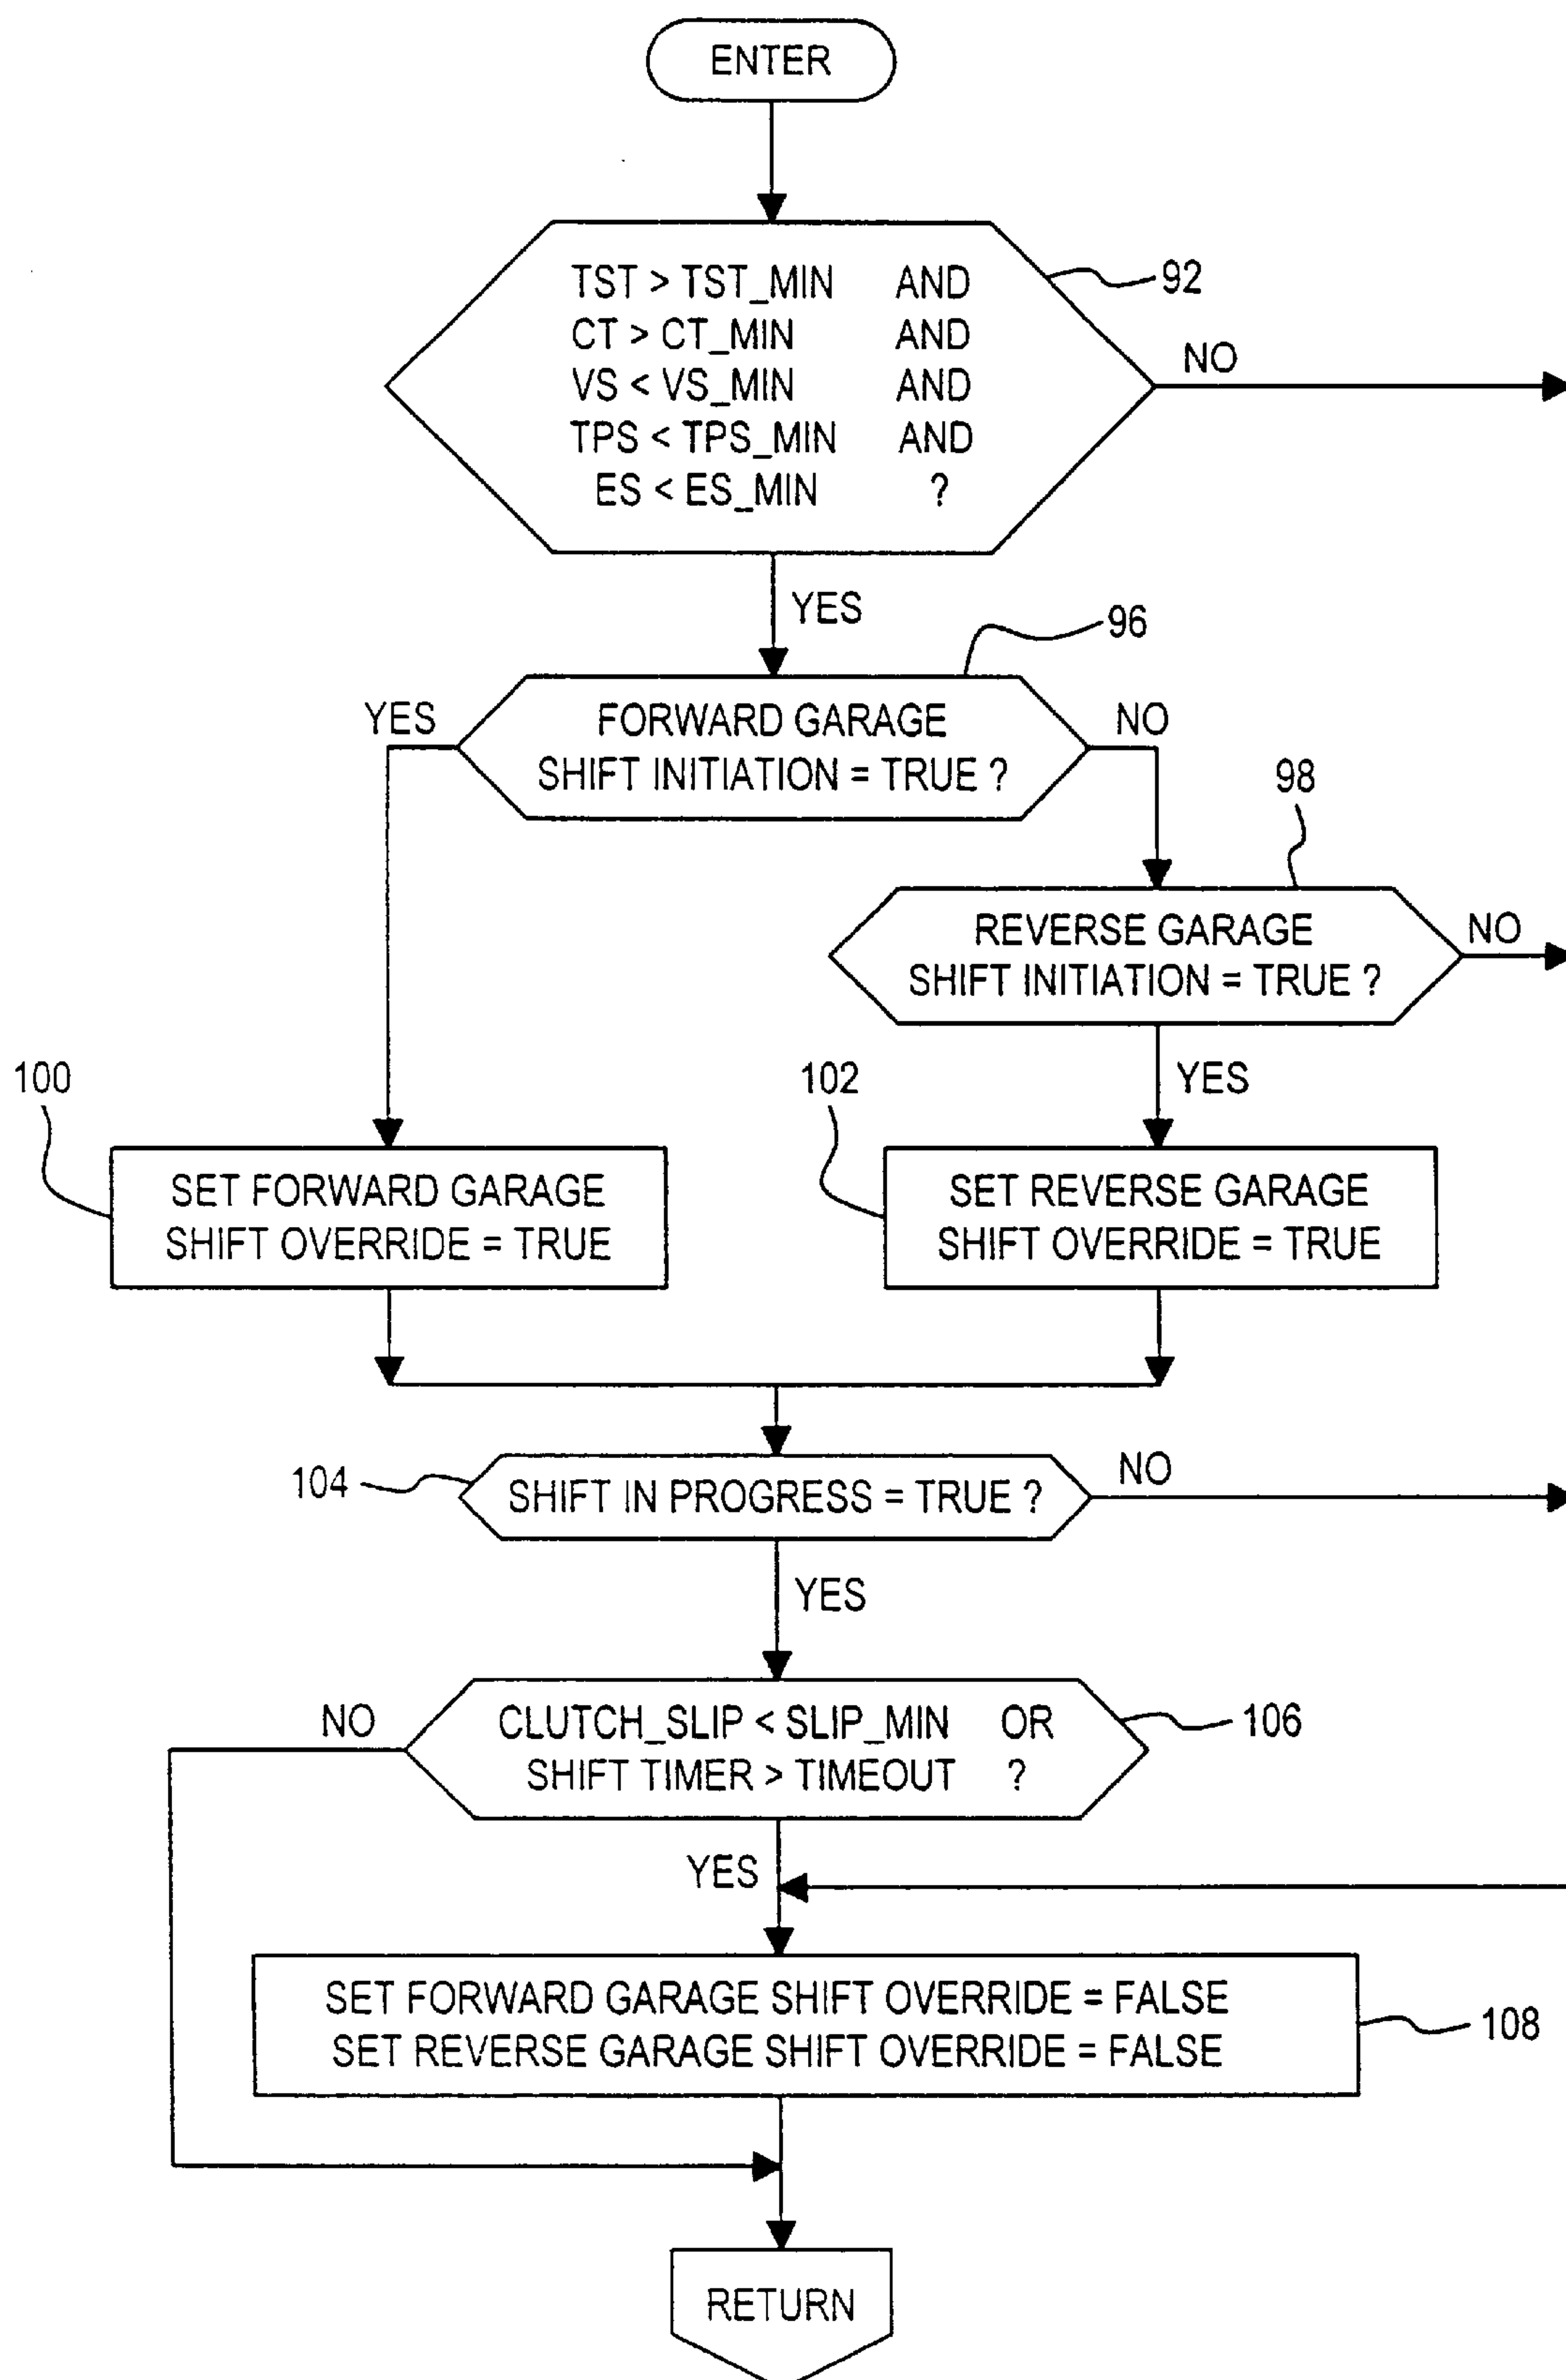 ENTER
TST > TST_MIN AND
CT > CT_MIN AND
VS < VS_MIN AND
TPS < TPS_MIN AND
ES < ES_MIN ?
92
NO
YES
96
YES
FORWARD GARAGE
SHIFT INITIATION = TRUE ?
NO
98
REVERSE GARAGE
SHIFT INITIATION = TRUE ?
NO
YES
100
SET FORWARD GARAGE
SHIFT OVERRIDE = TRUE
102
SET REVERSE GARAGE
SHIFT OVERRIDE = TRUE
104
SHIFT IN PROGRESS = TRUE ?
NO
YES
NO
CLUTCH_SLIP < SLIP_MIN OR
SHIFT TIMER > TIMEOUT ?
106
YES
SET FORWARD GARAGE SHIFT OVERRIDE = FALSE
SET REVERSE GARAGE SHIFT OVERRIDE = FALSE
108
RETURN